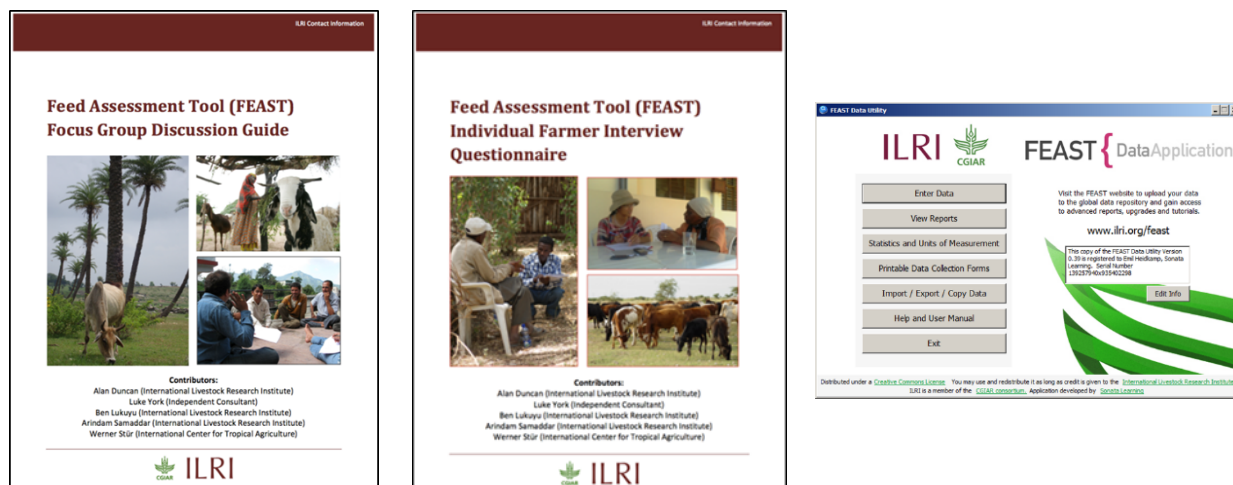 ILRI Contact Information
Feed Assessment Tool (FEAST)
Focus Group Discussion Guide
Contributors:
Alan Duncan (International Livestock Research Institute)
Luke York (Independent Consultant)
Ben Lukuyu (International Livestock Research Institute)
Arindam Samaddar (International Livestock Research Institute)
Werner Stür (International Center for Tropical Agriculture)
CGIAR
ILRI
ILRI Contact Information
Feed Assessment Tool (FEAST)
Individual Farmer Interview
Questionnaire
Contributors:
Alan Duncan (International Livestock Research Institute)
Luke York (Independent Consultant)
Ben Lukuyu (International Livestock Research Institute)
Arindam Samaddar (International Livestock Research Institute)
Werner Stür (International Center for Tropical Agriculture)
CGIAR
ILRI
FEAST Data Utility
ILRI
CGIAR
FEAST { DataApplication
Enter Data
View Reports
Statistics and Units of Measurement
Printable Data Collection Forms
Import / Export / Copy Data
Help and User Manual
Exit
Visit the FEAST website to upload your data
to the global data repository and gain access
to advanced reports, upgrades and tutorials.
www.ilri.org/feast
This copy of the FEAST Data Utility Version
0.39 is registered to Emil Heidkamp, Sonata
Learning. Serial Number
139257940x935402298
Edit Info
Distributed under a Creative Commons License You may use and redistribute it as long as credit is given to the International Livestock Research Institute
ILRI is a member of the CGIAR consortium. Application developed by Sonata Learning